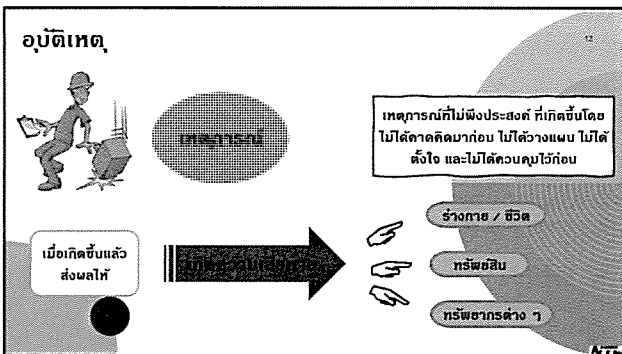 อุบัติเหตุ
12
เหตุการณ์
เหตุการณ์ที่ไม่พึงประสงค์ ที่เกิดขึ้นโดย
ไม่ได้คาดคิดมาก่อน ไม่ได้วางแผน ไม่ได้
ตั้งใจ และไม่ได้ควบคุมไว้ก่อน
เมื่อเกิดขึ้นแล้ว
ส่งผลให้
ร่างกาย / ชีวิต
ทรัพย์สิน
ทรัพยากรต่าง ๆ